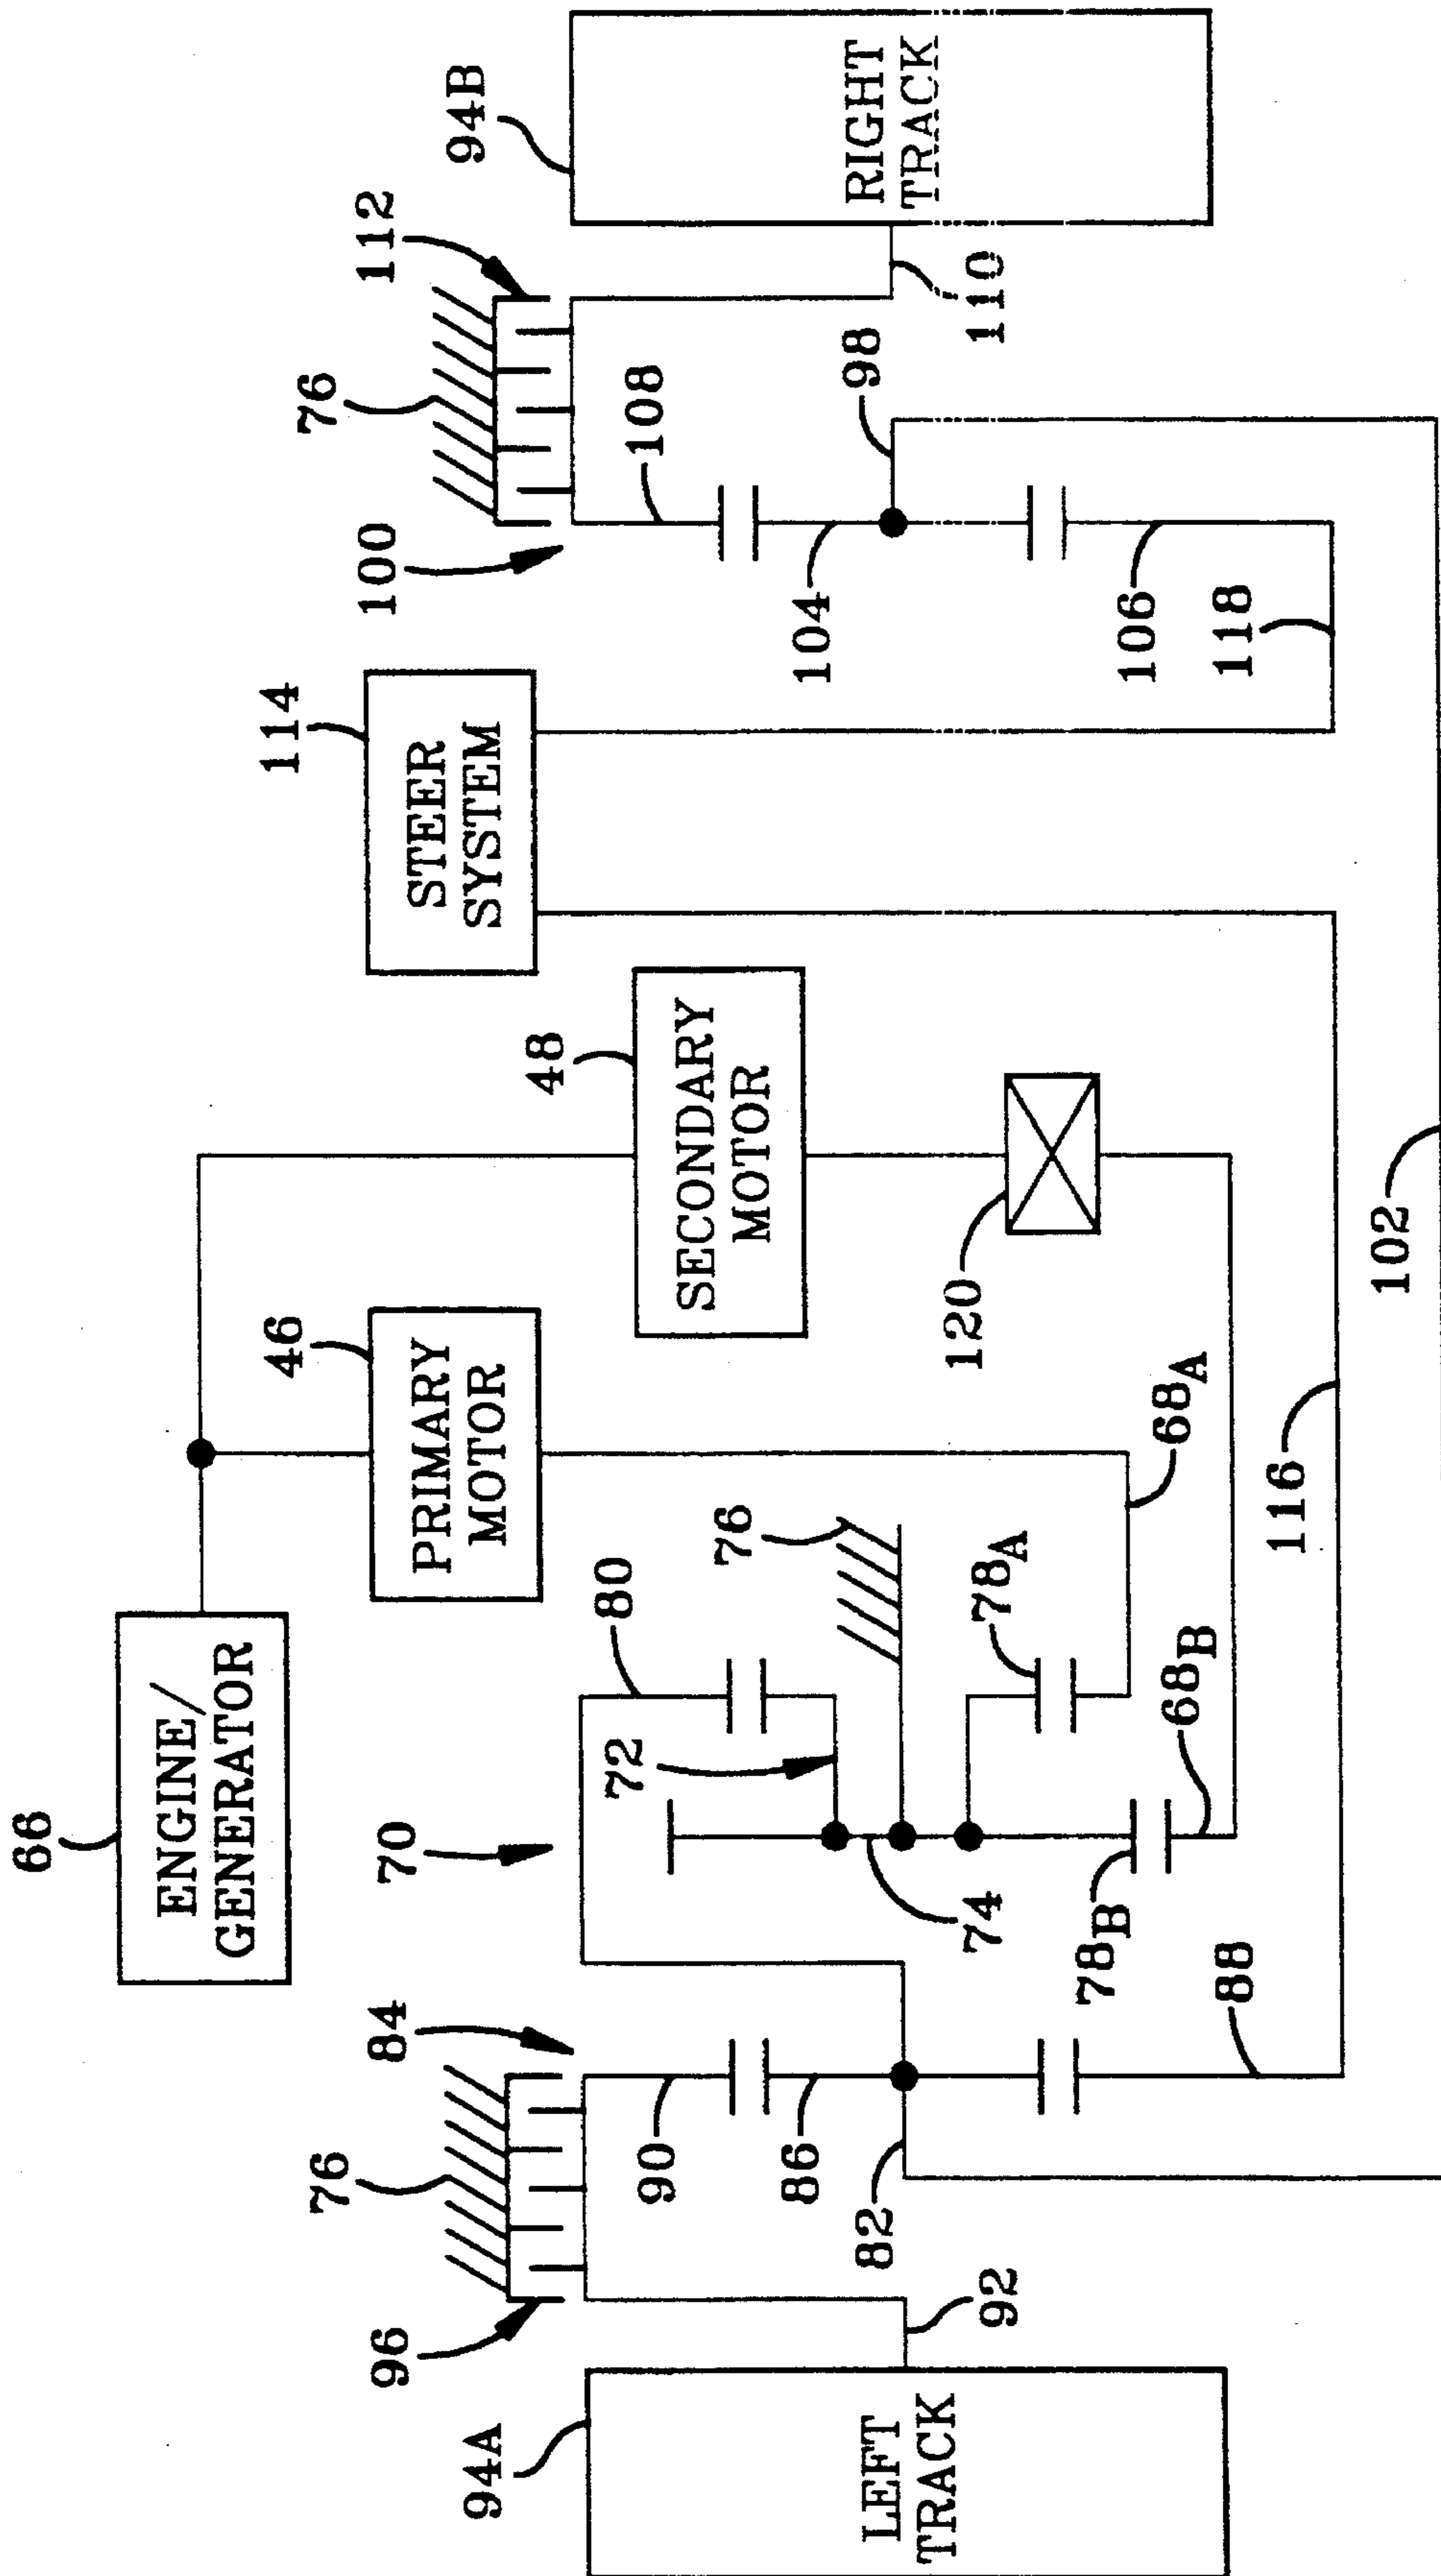 66
ENGINE/
GENERATOR
46
PRIMARY
MOTOR
48
SECONDARY
MOTOR
114
STEER
SYSTEM
76
96
84
90
86
82
92
94A
LEFT
TRACK
70
80
72
76
74
78A
68A
78B
68B
88
120
116
102
76
112
100
108
104
98
106
118
110
94B
RIGHT
TRACK